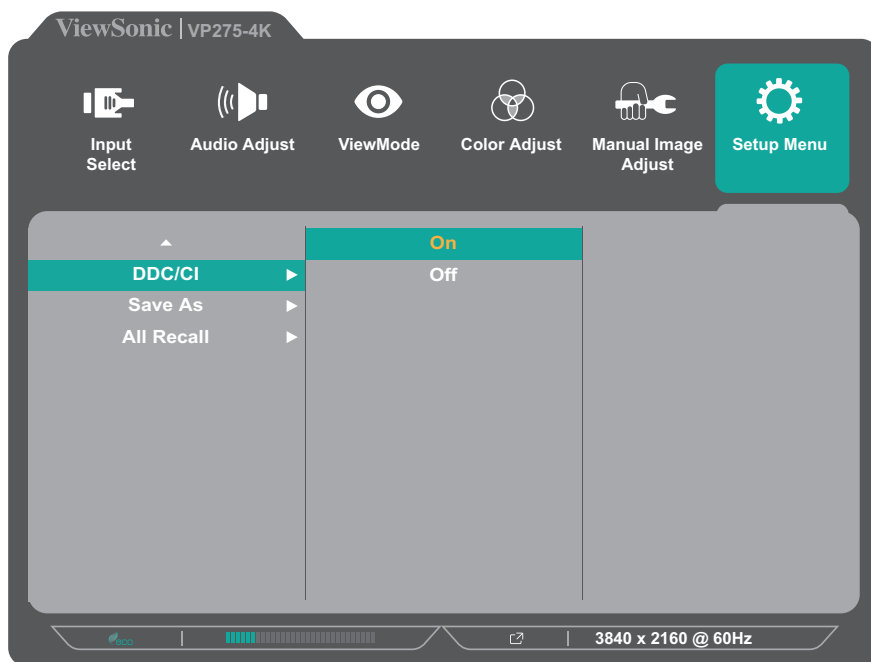 ViewSonic | VP275-4K
Input Select
Audio Adjust
ViewMode
Color Adjust
Manual Image Adjust
Setup Menu
On
DDC/CI
Off
Save As
All Recall
eco
3840 x 2160 @ 60Hz